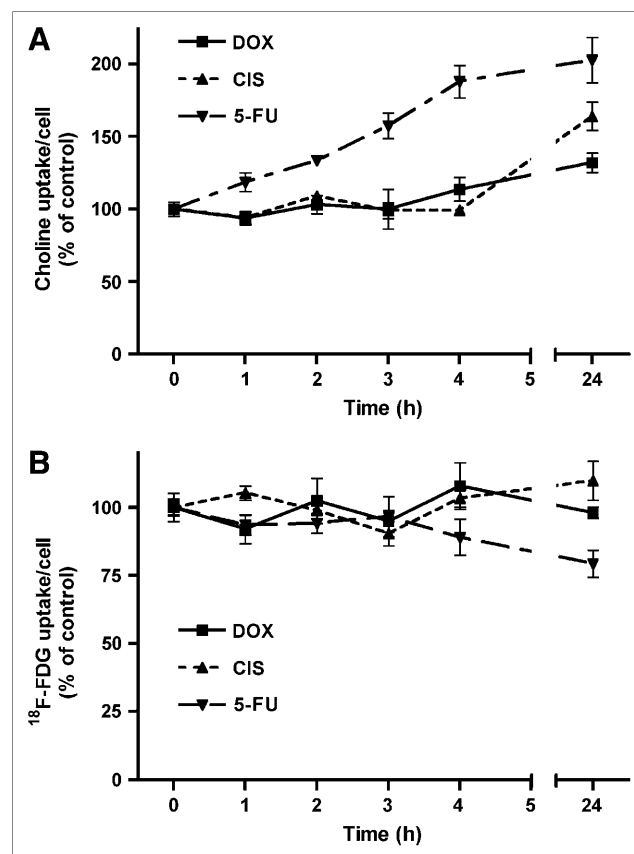 A
DOX
CIS
5-FU
200
150
100
50
0
Choline uptake/cell
(% of control)
0 1 2 3 4 5 24
Time (h)
B
100
75
50
25
0
18F-FDG uptake/cell
(% of control)
DOX
CIS
5-FU
0 1 2 3 4 5 24
Time (h)